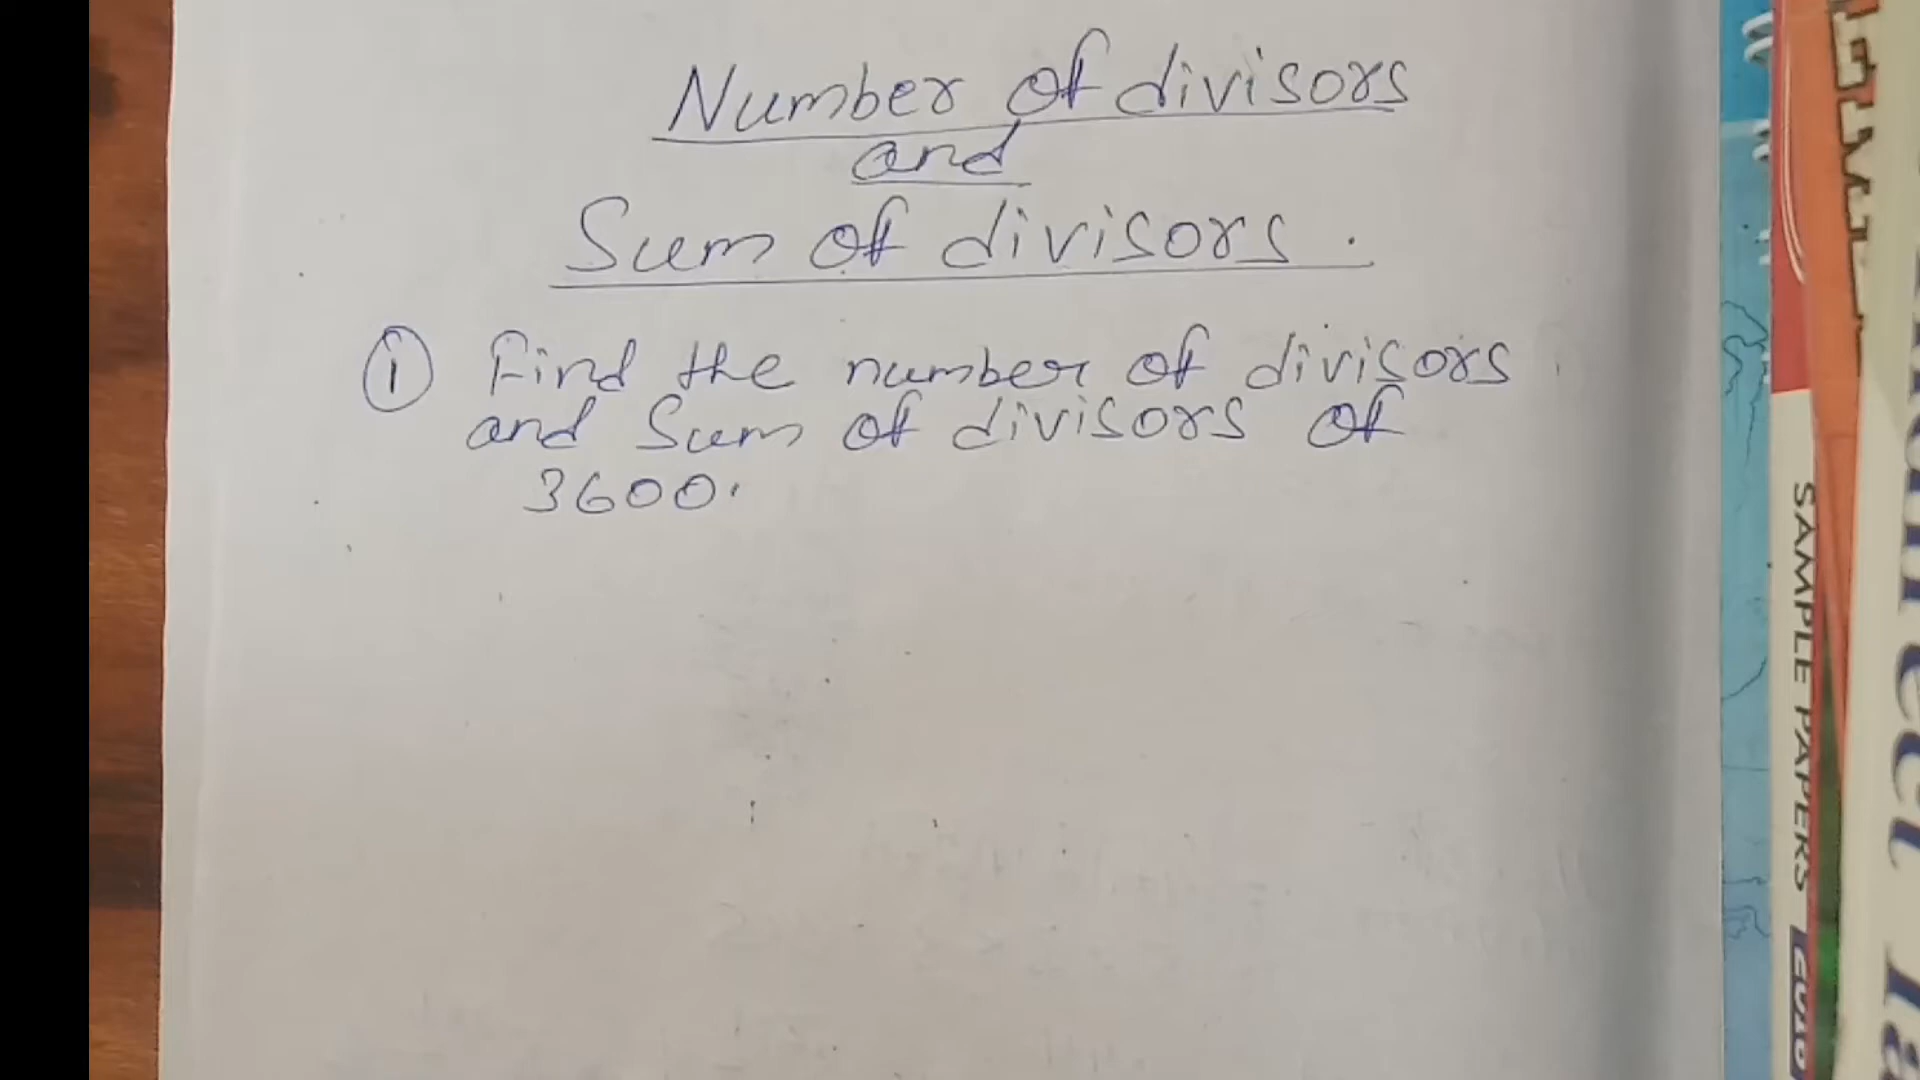 Number of divisors
and
Sum of divisors.
① Find the number of divisors
and Sum of divisors of
3600.
SAMPLE PAPERS